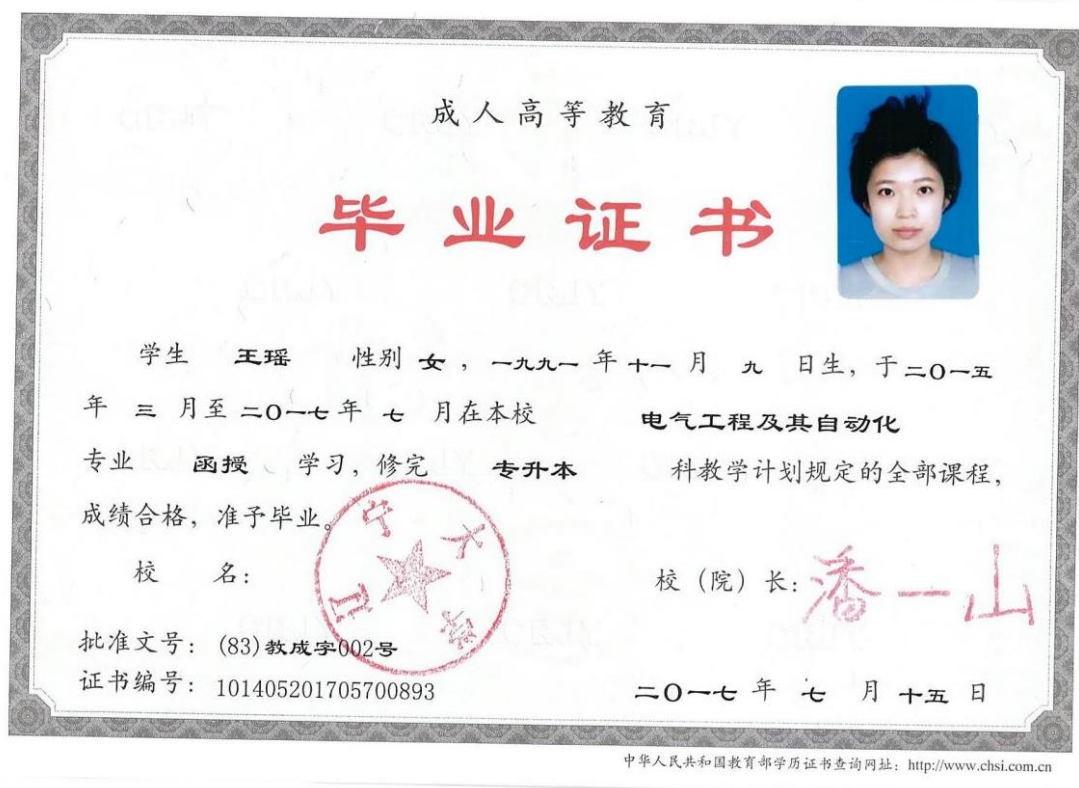 成人高等教育
毕业证书
学生 王瑶 性别 女，一九九一 年 十一 月 九 日生，于二〇一五
年 三 月至 二〇一七 年 七 月在本校 电气工程及其自动化
专业 函授 学习，修完 专升本 科教学计划规定的全部课程，
成绩合格，准予毕业。
辽宁大学
校 名： 校（院）长：潘一山
批准文号：(83)教成字002号
证书编号：101405201705700893 二〇一七 年 七 月 十五 日
中华人民共和国教育部学历证书查询网址：http://www.chsi.com.cn